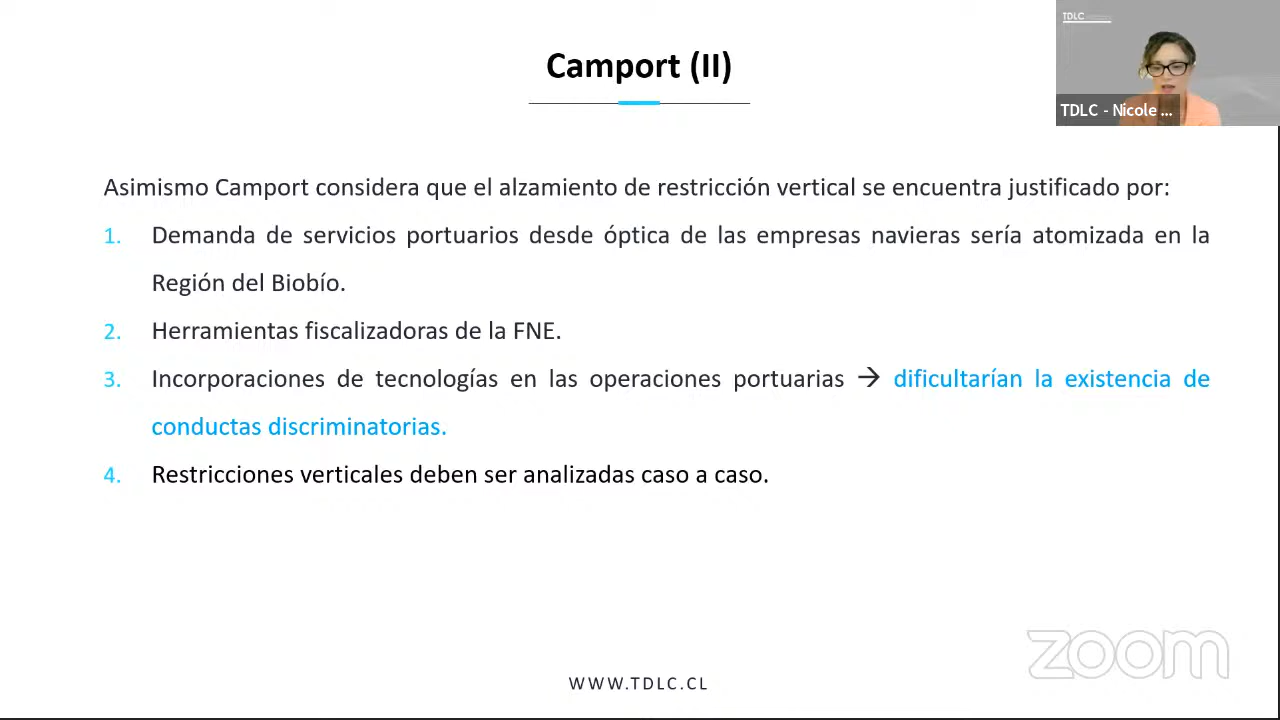 Camport (II)
TDLC
TDLC - Nicole ...
Asimismo Camport considera que el alzamiento de restricción vertical se encuentra justificado por:
1. Demanda de servicios portuarios desde óptica de las empresas navieras sería atomizada en la
Región del Biobío.
2. Herramientas fiscalizadoras de la FNE.
3. Incorporaciones de tecnologías en las operaciones portuarias → dificultarían la existencia de
conductas discriminatorias.
4. Restricciones verticales deben ser analizadas caso a caso.
zoom
WWW.TDLC.CL